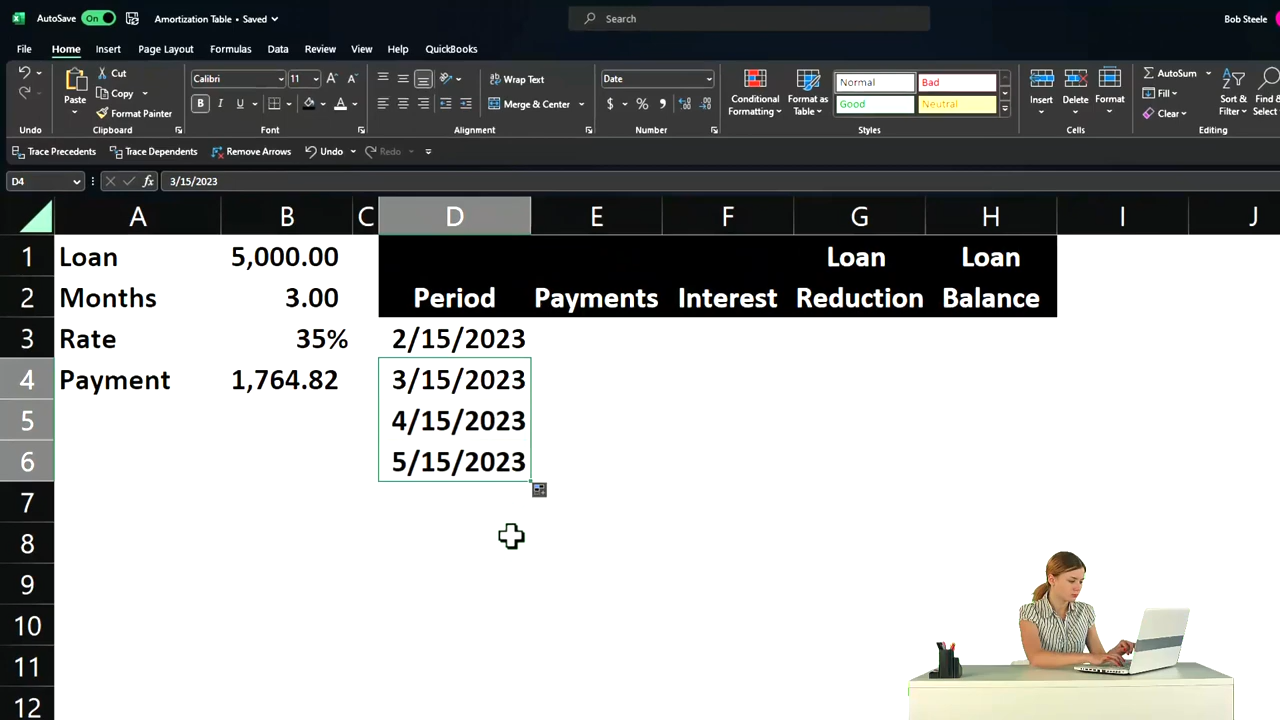 AutoSave On Amortization Table • Saved Search Bob Steele
File Home Insert Page Layout Formulas Data Review View Help QuickBooks
Undo
Paste
Cut
Copy
Format Painter
Clipboard
Calibri 11
B I U
Font
Wrap Text
Merge & Center
Alignment
Date
$ % ,
Number
Conditional Formatting
Format as Table
Normal Bad
Good Neutral
Styles
Insert Delete Format
Cells
AutoSum
Fill
Clear
Sort & Filter
Find & Select
Editing
Trace Precedents Trace Dependents Remove Arrows Undo Redo
D4 fx 3/15/2023
A B C D E F G H I J
1 Loan 5,000.00 Loan Loan
2 Months 3.00 Period Payments Interest Reduction Balance
3 Rate 35% 2/15/2023
4 Payment 1,764.82 3/15/2023
5 4/15/2023
6 5/15/2023
7
8
9
10
11
12